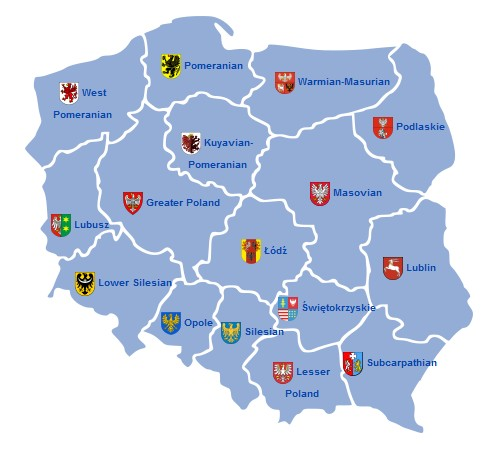 Pomeranian
Warmian-Masurian
West
Pomeranian
Podlaskie
Kuyavian-
Pomeranian
Masovian
Greater Poland
Lubusz
Łódź
Lublin
Lower Silesian
Świętokrzyskie
Opole
Silesian
Subcarpathian
Lesser
Poland